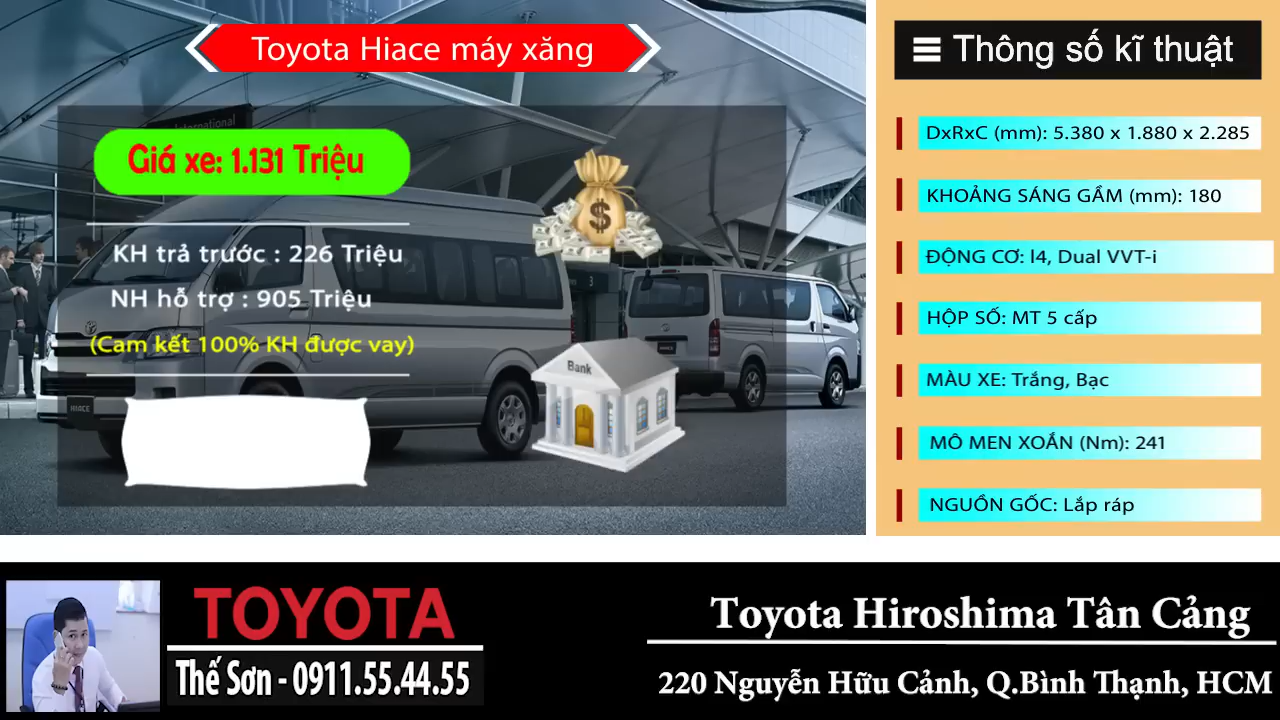 Toyota Hiace máy xăng
International
Giá xe: 1.131 Triệu
KH trả trước : 226 Triệu
NH hỗ trợ : 905 Triệu
(Cam kết 100% KH được vay)
Bank
$
3
HIACE
Thông số kĩ thuật
DxRxC (mm): 5.380 x 1.880 x 2.285
KHOẢNG SÁNG GẦM (mm): 180
ĐỘNG CƠ: l4, Dual VVT-i
HỘP SỐ: MT 5 cấp
MÀU XE: Trắng, Bạc
MÔ MEN XOẮN (Nm): 241
NGUỒN GỐC: Lắp ráp
TOYOTA
Thế Sơn - 0911.55.44.55
Toyota Hiroshima Tân Cảng
220 Nguyễn Hữu Cảnh, Q.Bình Thạnh, HCM